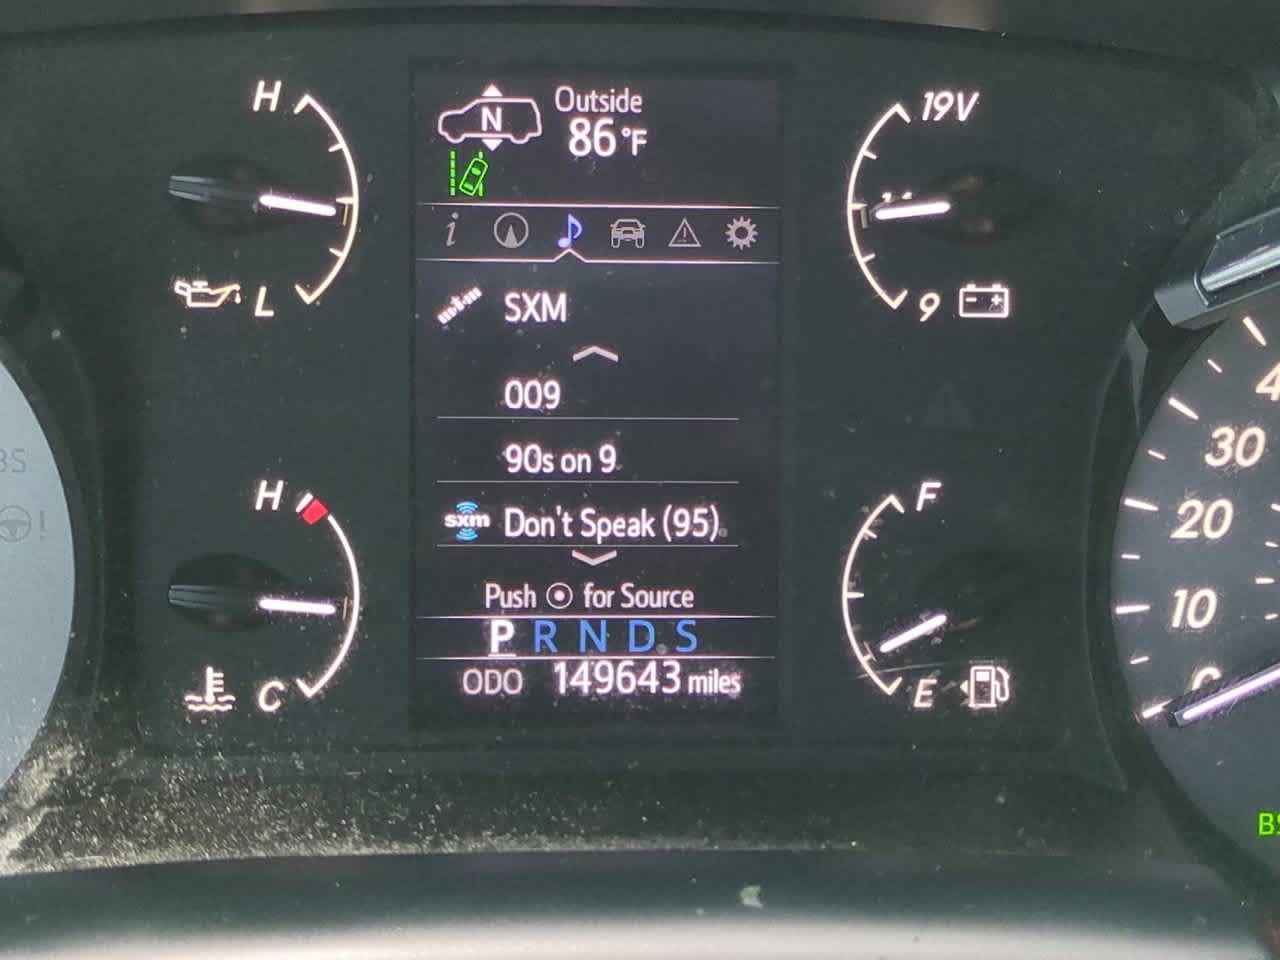 H
L
N
Outside
86°F
19V
9
i
SXM
009
90s on 9
sxm Don't Speak (95)
Push ⦿ for Source
P R N D S
ODO 149643 miles
H
C
F
E
30
20
10